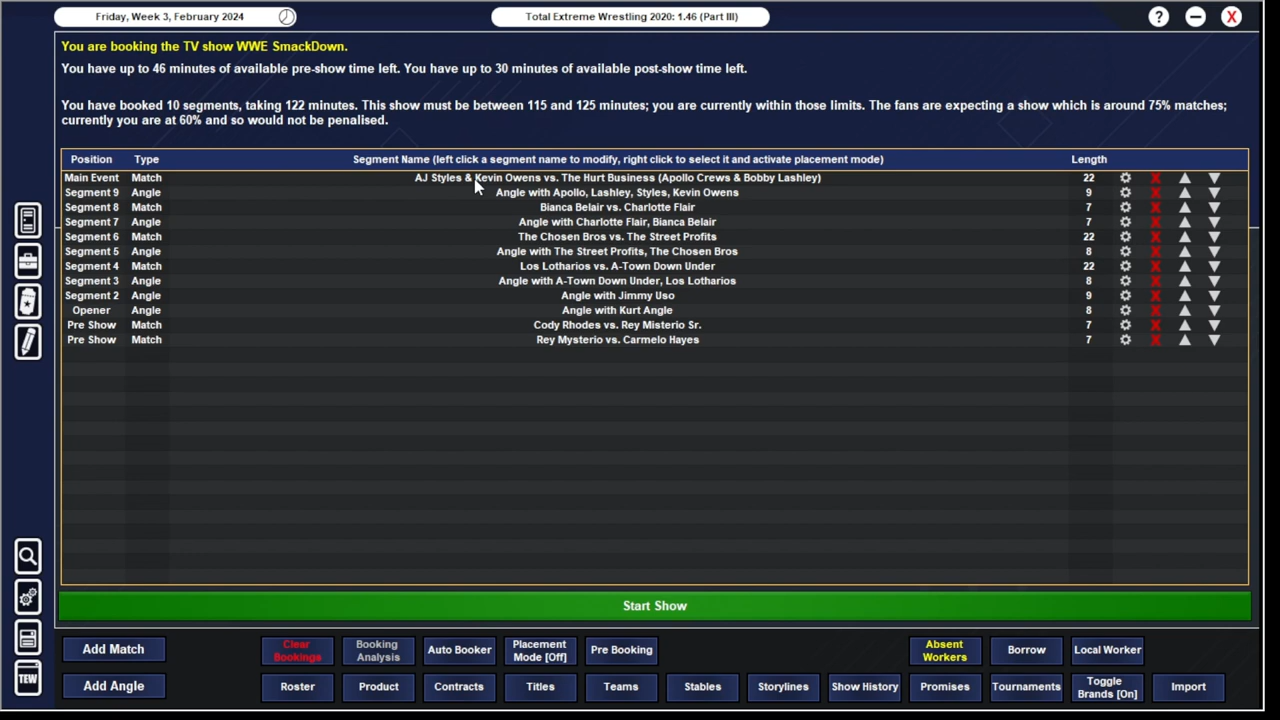 Friday, Week 3, February 2024
Total Extreme Wrestling 2020: 1.46 (Part III)
? X
You are booking the TV show WWE SmackDown.
You have up to 46 minutes of available pre-show time left. You have up to 30 minutes of available post-show time left.
You have booked 10 segments, taking 122 minutes. This show must be between 115 and 125 minutes; you are currently within those limits. The fans are expecting a show which is around 75% matches;
currently you are at 60% and so would not be penalised.
Position Type Segment Name (left click a segment name to modify, right click to select it and activate placement mode) Length
Main Event Match AJ Styles & Kevin Owens vs. The Hurt Business (Apollo Crews & Bobby Lashley) 22 X
Segment 9 Angle Angle with Apollo, Lashley, Styles, Kevin Owens 9 X
Segment 8 Match Bianca Belair vs. Charlotte Flair 7 X
Segment 7 Angle Angle with Charlotte Flair, Bianca Belair 7 X
Segment 6 Match The Chosen Bros vs. The Street Profits 22 X
Segment 5 Angle Angle with The Street Profits, The Chosen Bros 8 X
Segment 4 Match Los Lotharios vs. A-Town Down Under 22 X
Segment 3 Angle Angle with A-Town Down Under, Los Lotharios 8 X
Segment 2 Angle Angle with Jimmy Uso 9 X
Opener Angle Angle with Kurt Angle 8 X
Pre Show Match Cody Rhodes vs. Rey Misterio Sr. 7 X
Pre Show Match Rey Mysterio vs. Carmelo Hayes 7 X
Start Show
Add Match Clear Bookings Booking Analysis Auto Booker Placement Mode [Off] Pre Booking Absent Workers Borrow Local Worker
TEW Add Angle Roster Product Contracts Titles Teams Stables Storylines Show History Promises Tournaments Toggle Brands [On] Import